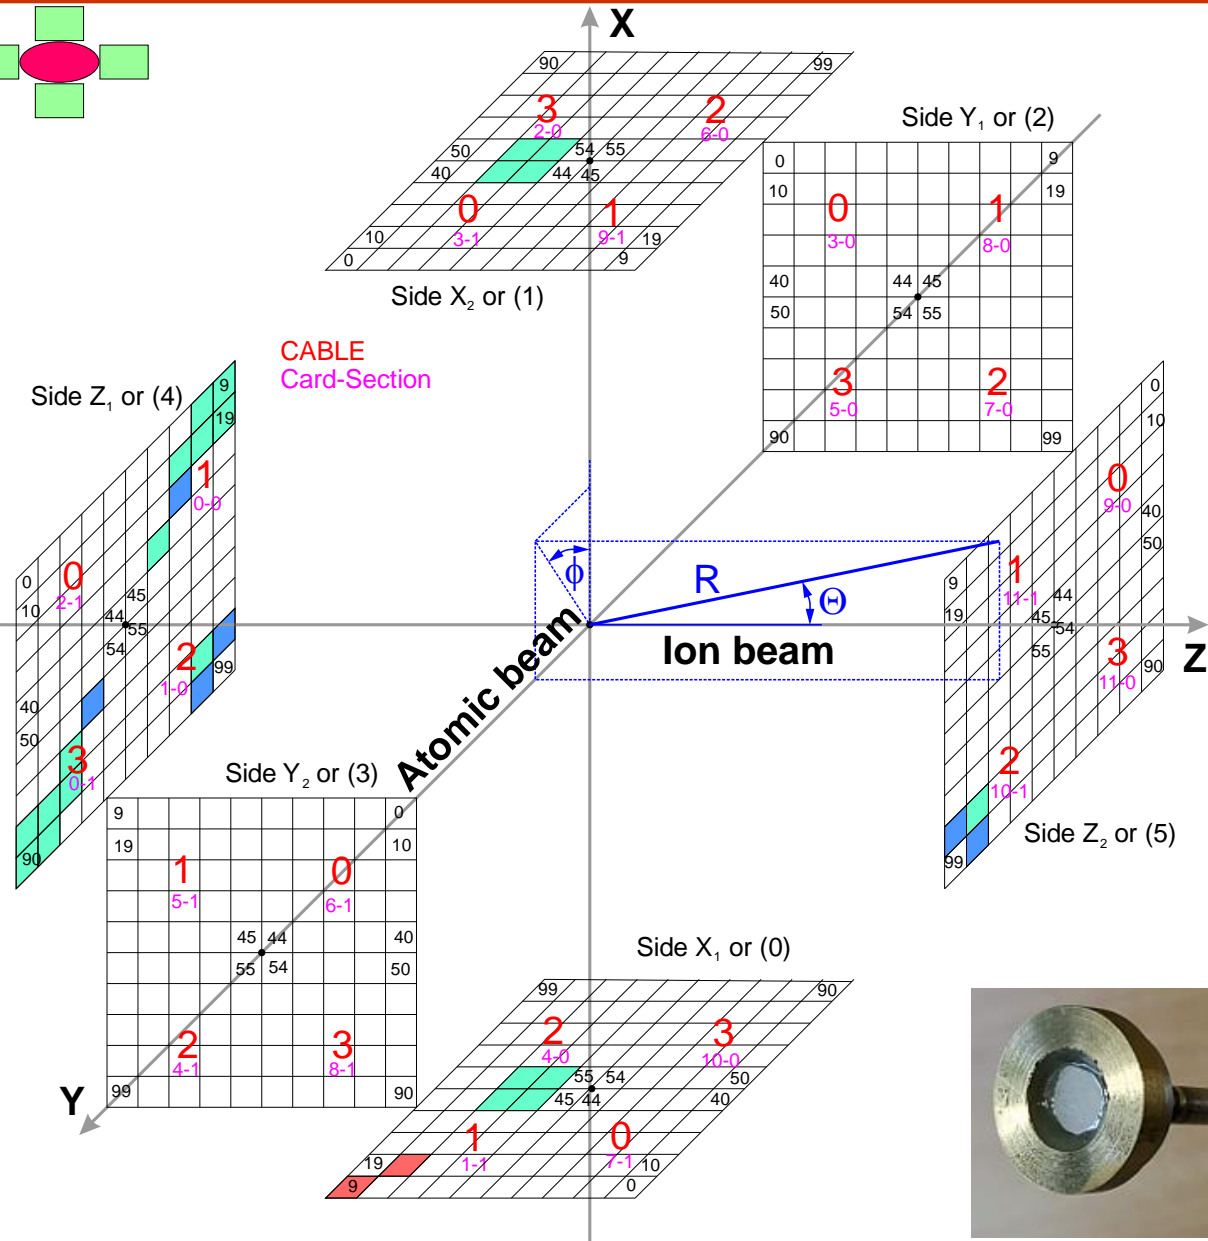 X
90 99
3 2
2-0 6-0
50 54 55
40 44 45
0 1
3-1 9-1
10 19
0 9
Side X2 or (1)
Side Y1 or (2)
0 9
10 19
0 1
3-0 8-0
40 44 45
50 54 55
3 2
5-0 7-0
90 99
CABLE
Card-Section
Side Z1 or (4)
9
19
1
0-0
0
0
2-1
10
45
44
55
54
2
1-0
99
40
50
3
0-1
90
0
10
0
9-0
40
50
1
11-1
9
19
44
45
54
55
3
11-0
90
2
10-1
99
Side Z2 or (5)
ϕ
R
Θ
Ion beam
Z
Atomic beam
Side Y2 or (3)
9 0
19 10
1 0
5-1 6-1
45 44 40
55 54 50
2 3
4-1 8-1
99 90
Y
Side X1 or (0)
99 90
2 3
4-0 10-0
55 54 50
45 44 40
1 0
1-1 7-1
19 10
9 0